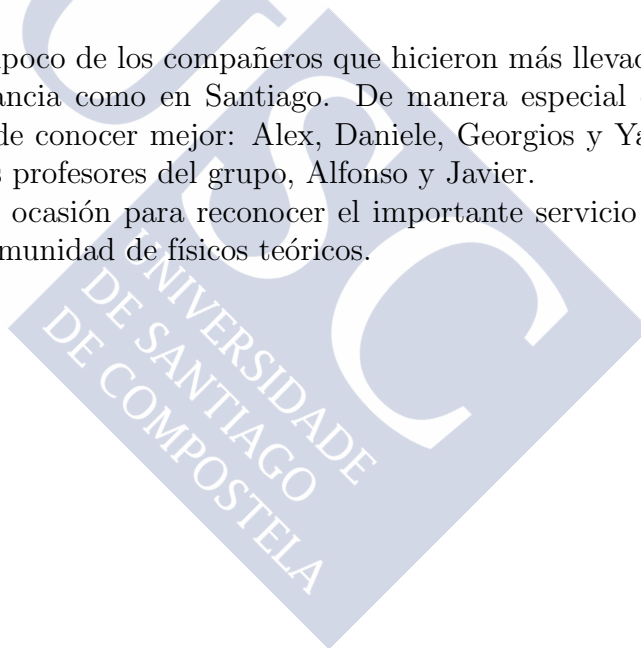 poco de los compañeros que hicieron más
ancia como en Santiago. De manera especial
de conocer mejor: Alex, Daniele, Georgios y
profesores del grupo, Alfonso y Javier.
ocasión para reconocer el importante servicio
munidad de físicos teóricos.
USC
UNIVERSIDADE
DE SANTIAGO
DE COMPOSTELA